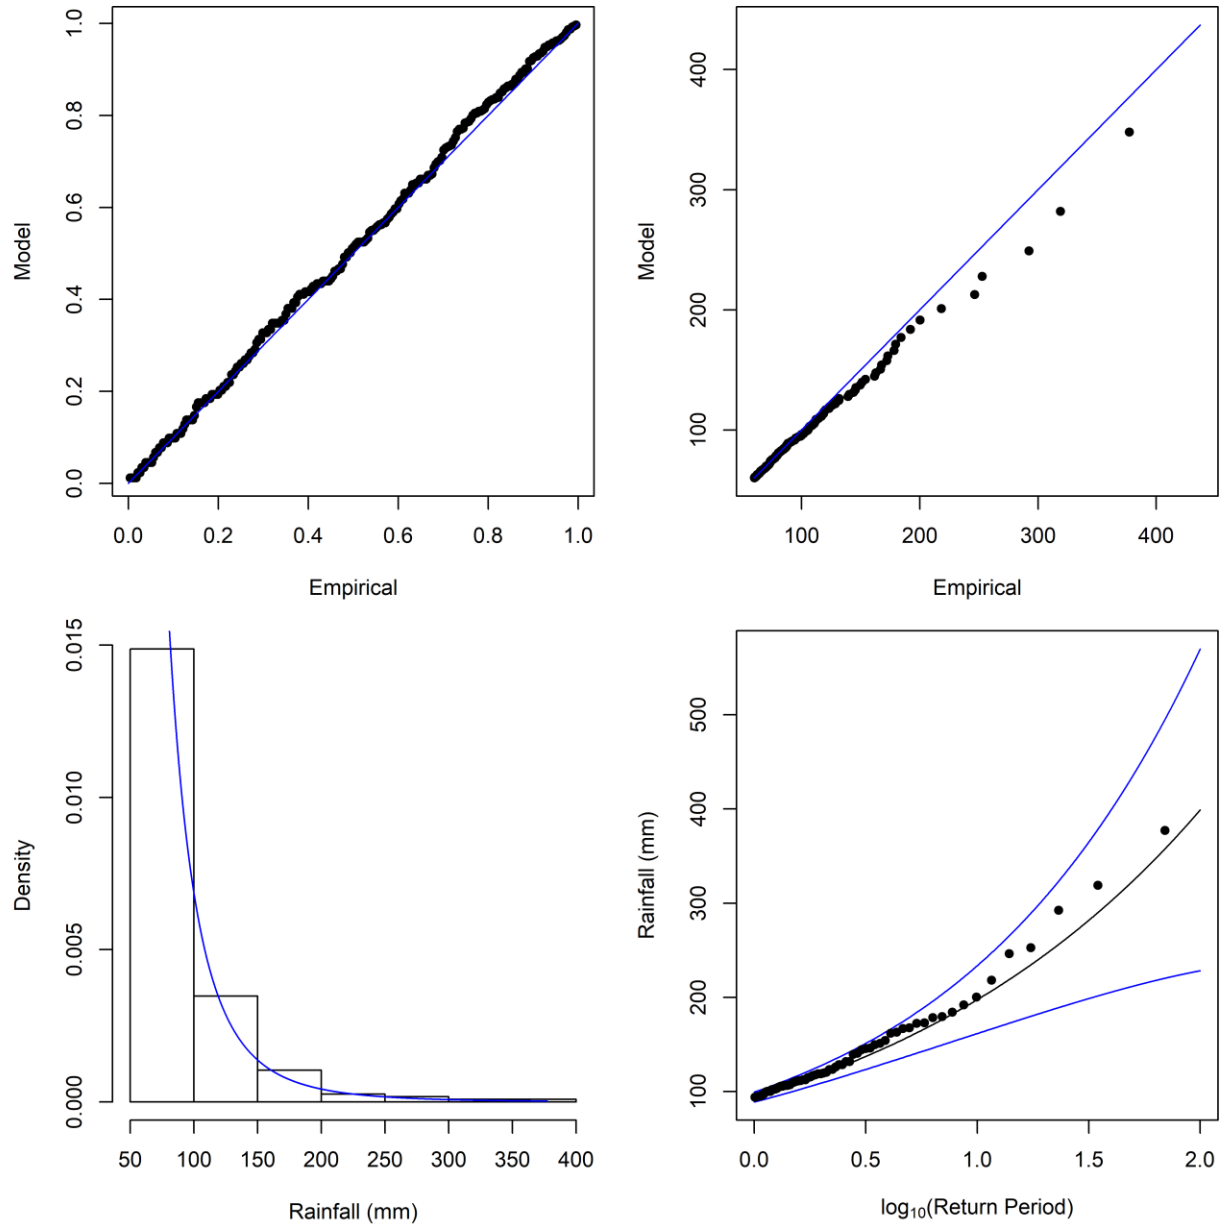 1.0
0.8
0.6
0.4
0.2
0.0
Model
0.0 0.2 0.4 0.6 0.8 1.0
Empirical
400
300
200
100
Model
100 200 300 400
Empirical
0.015
0.010
0.005
0.000
Density
50 100 150 200 250 300 350 400
Rainfall (mm)
500
400
300
200
100
Rainfall (mm)
0.0 0.5 1.0 1.5 2.0
log₁₀(Return Period)